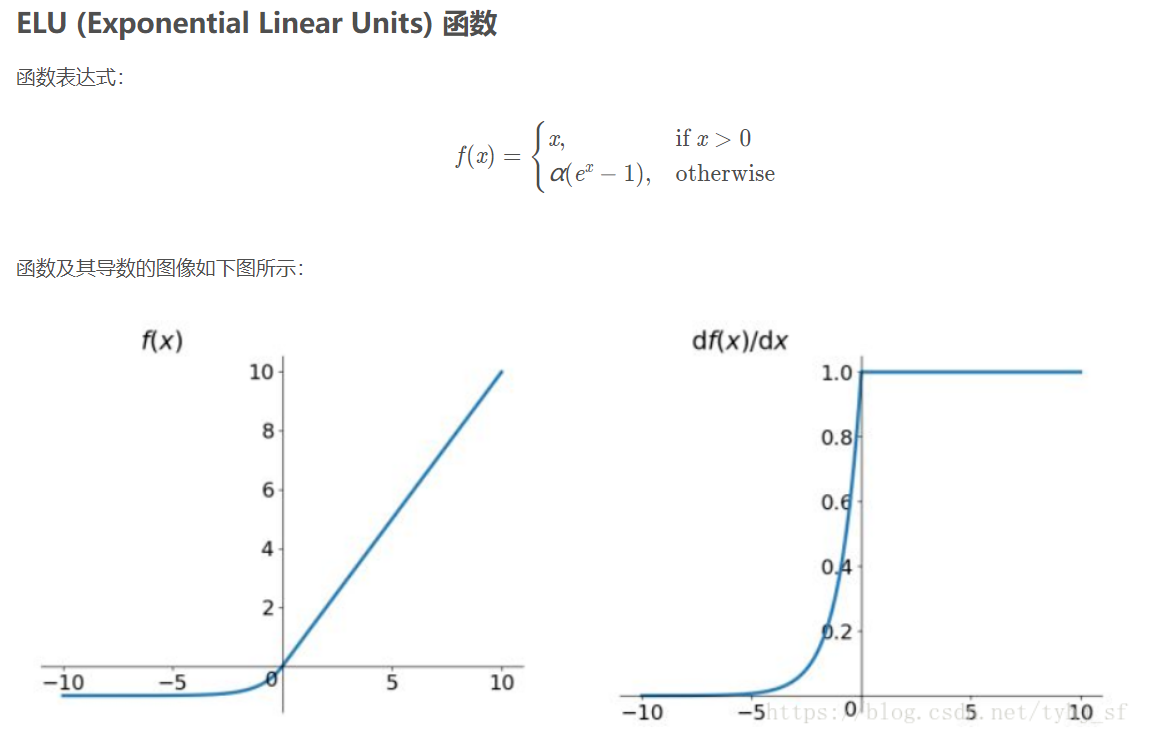 ELU (Exponential Linear Units) 函数
函数表达式：
f(x) = { x, if x > 0
α(e^x − 1), otherwise
函数及其导数的图像如下图所示：
f(x)
10
8
6
4
2
−10 −5 0 5 10
df(x)/dx
1.0
0.8
0.6
0.4
0.2
−10 −5 0 5 10
https://blog.csdn.net/tyhj_sf